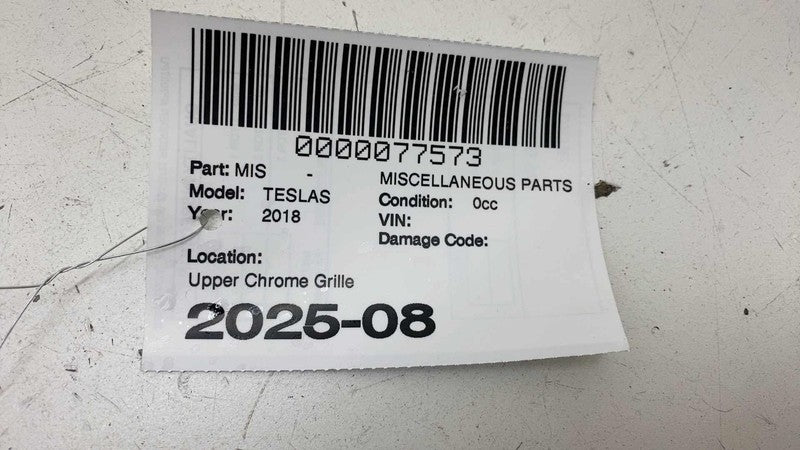 0000077573
Part: MIS - MISCELLANEOUS PARTS
Model: TESLAS Condition: 0cc
Year: 2018 VIN:
Damage Code:
Location:
Upper Chrome Grille
2025-08